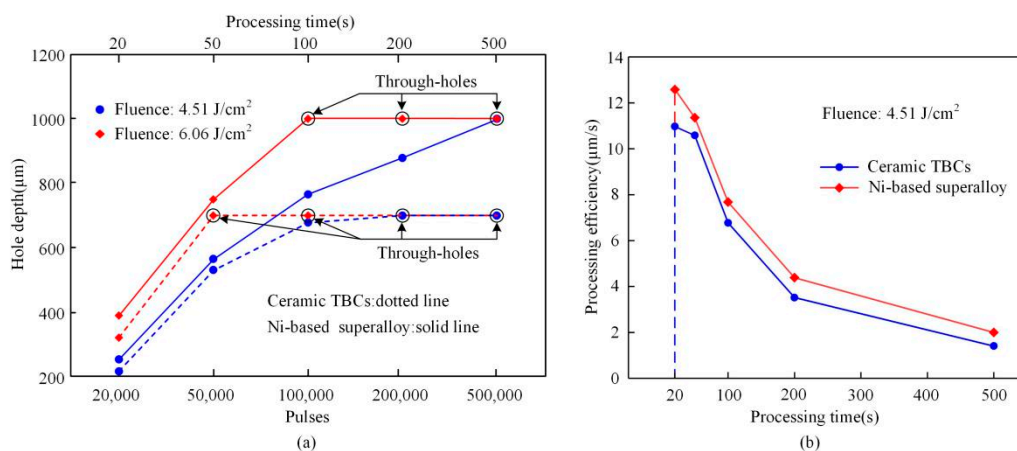 Processing time(s)
20 50 100 200 500
1200
1000
800
600
400
200
Hole depth(μm)
Fluence: 4.51 J/cm²
Fluence: 6.06 J/cm²
Through-holes
Through-holes
Ceramic TBCs:dotted line
Ni-based superalloy:solid line
20,000 50,000 100,000 200,000 500,000
Pulses
(a)
14
12
10
8
6
4
2
0
Processing efficiency(μm/s)
Fluence: 4.51 J/cm²
Ceramic TBCs
Ni-based superalloy
20 100 200 300 400 500
Processing time(s)
(b)